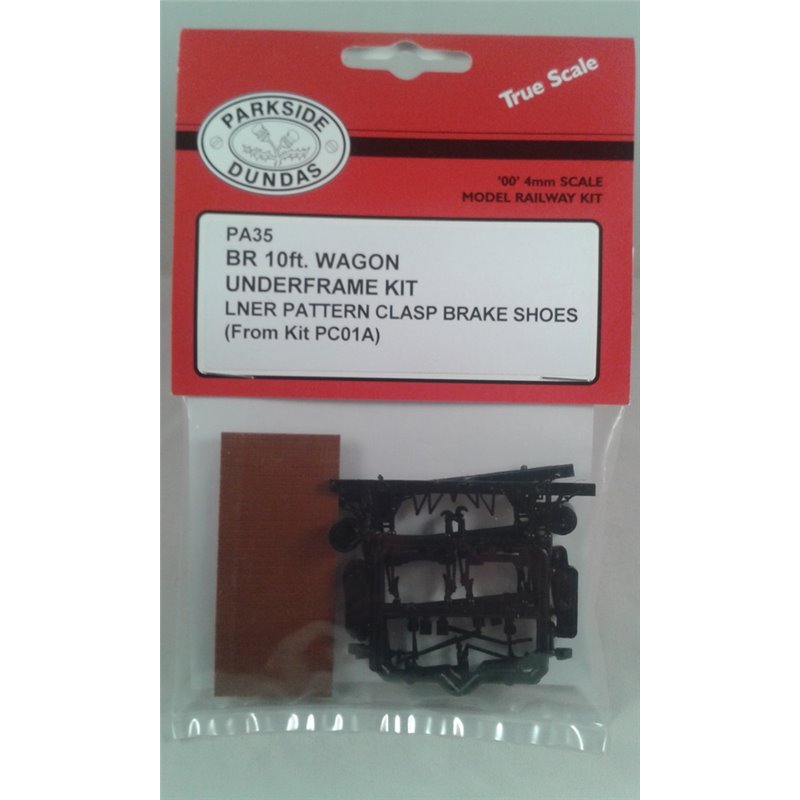 PARKSIDE
DUNDAS
True Scale
'00' 4mm SCALE
MODEL RAILWAY KIT
PA35
BR 10ft. WAGON
UNDERFRAME KIT
LNER PATTERN CLASP BRAKE SHOES
(From Kit PC01A)